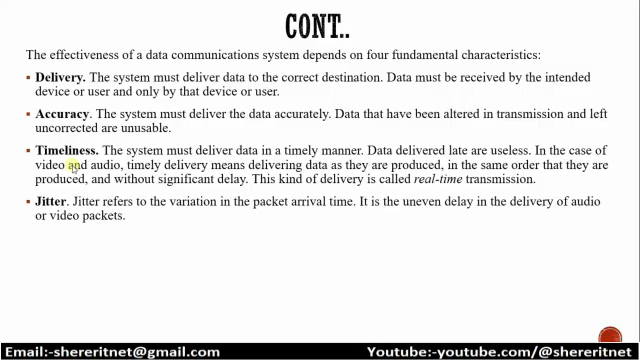 CONT..
The effectiveness of a data communications system depends on four fundamental characteristics:
▪ Delivery. The system must deliver data to the correct destination. Data must be received by the intended
device or user and only by that device or user.
▪ Accuracy. The system must deliver the data accurately. Data that have been altered in transmission and left
uncorrected are unusable.
▪ Timeliness. The system must deliver data in a timely manner. Data delivered late are useless. In the case of
video and audio, timely delivery means delivering data as they are produced, in the same order that they are
produced, and without significant delay. This kind of delivery is called real-time transmission.
▪ Jitter. Jitter refers to the variation in the packet arrival time. It is the uneven delay in the delivery of audio
or video packets.
Email:-shereritnet@gmail.com Youtube:-youtube.com/@shereritnet